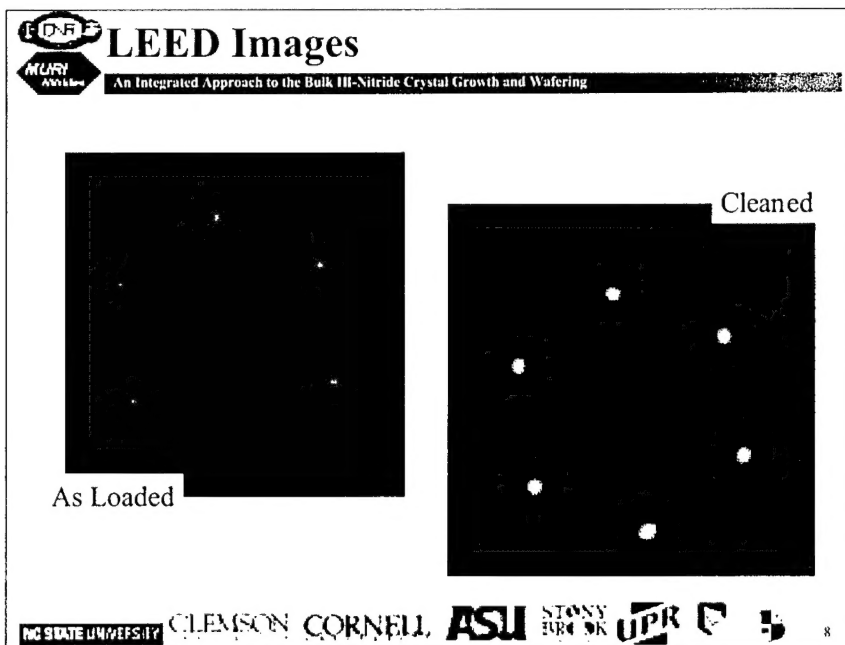 LEED Images
MURI
An Integrated Approach to the Bulk III-Nitride Crystal Growth and Wafering
Cleaned
As Loaded
NC STATE UNIVERSITY CLEMSON CORNELL ASU STONY BROOK UPR 8